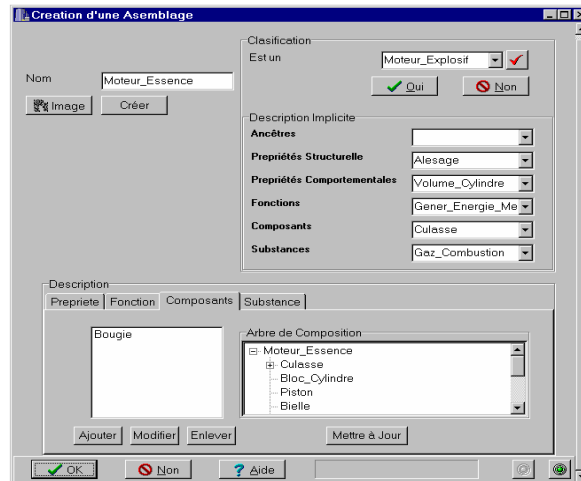 Creation d'une Asemblage
Clasification
Est un
Moteur_Explosif
Nom
Moteur_Essence
Oui
Non
Image
Créer
Description Implicite
Ancêtres
Prepriétés Structurelle
Alesage
Prepriétés Comportementales
Volume_Cylindre
Fonctions
Gener_Energie_Me
Composants
Culasse
Substances
Gaz_Combustion
Description
Prepriete
Fonction
Composants
Substance
Bougie
Arbre de Composition
Moteur_Essence
Culasse
Bloc_Cylindre
Piston
Bielle
Ajouter
Modifier
Enlever
Mettre à Jour
OK
Non
? Aide